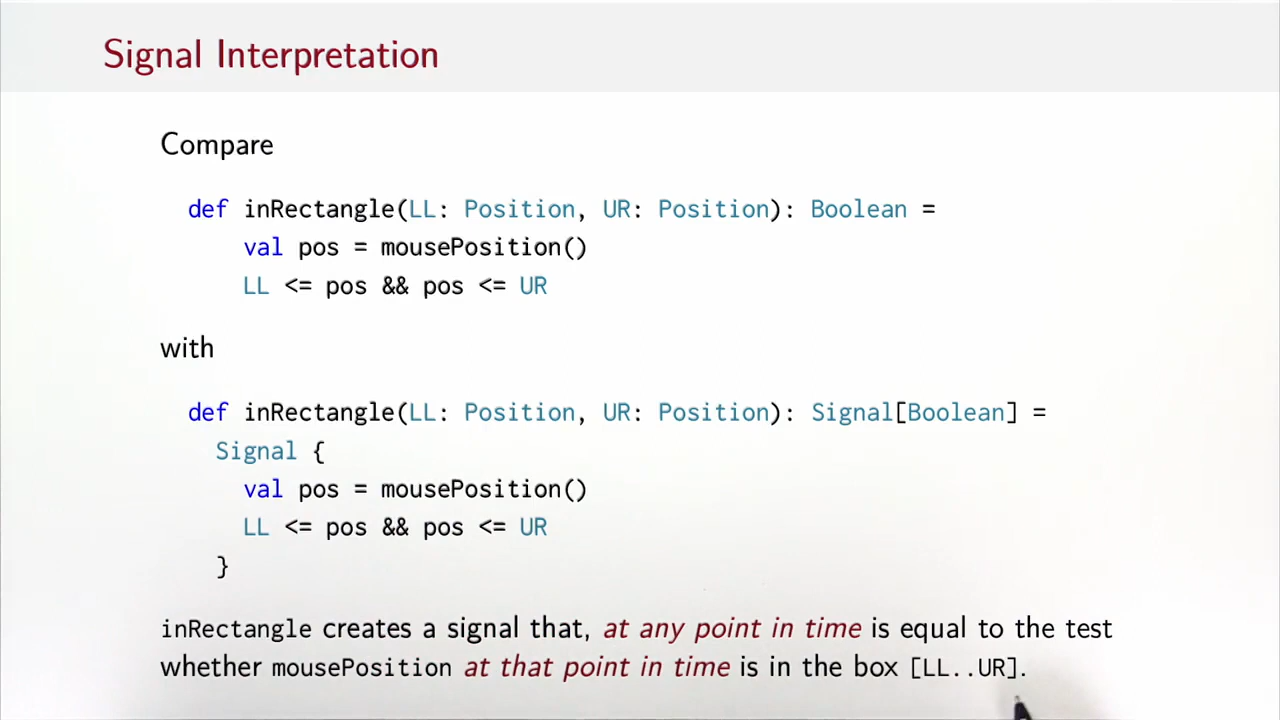 Signal Interpretation
Compare
def inRectangle(LL: Position, UR: Position): Boolean =
val pos = mousePosition()
LL <= pos && pos <= UR
with
def inRectangle(LL: Position, UR: Position): Signal[Boolean] =
Signal {
val pos = mousePosition()
LL <= pos && pos <= UR
}
inRectangle creates a signal that, at any point in time is equal to the test
whether mousePosition at that point in time is in the box [LL..UR].